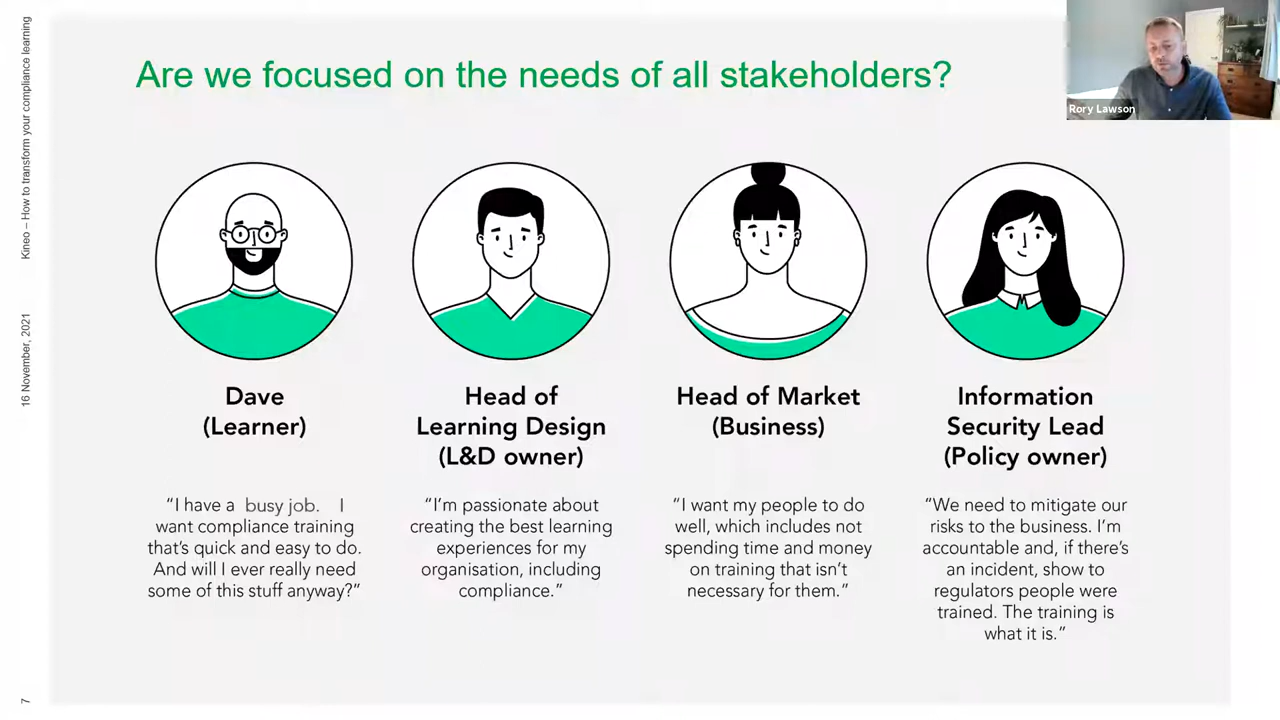 Are we focused on the needs of all stakeholders?
Rory Lawson
Kineo – How to transform your compliance learning
16 November, 2021
7
Dave
(Learner)
"I have a busy job. I
want compliance training
that's quick and easy to do.
And will I ever really need
some of this stuff anyway?"
Head of
Learning Design
(L&D owner)
"I'm passionate about
creating the best learning
experiences for my
organisation, including
compliance."
Head of Market
(Business)
"I want my people to do
well, which includes not
spending time and money
on training that isn't
necessary for them."
Information
Security Lead
(Policy owner)
"We need to mitigate our
risks to the business. I'm
accountable and, if there's
an incident, show to
regulators people were
trained. The training is
what it is."